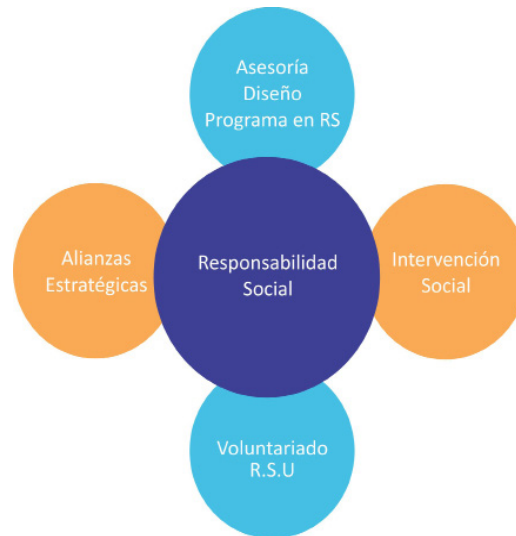 Asesoría
Diseño
Programa en RS
Alianzas
Estratégicas
Responsabilidad
Social
Intervención
Social
Voluntariado
R.S.U